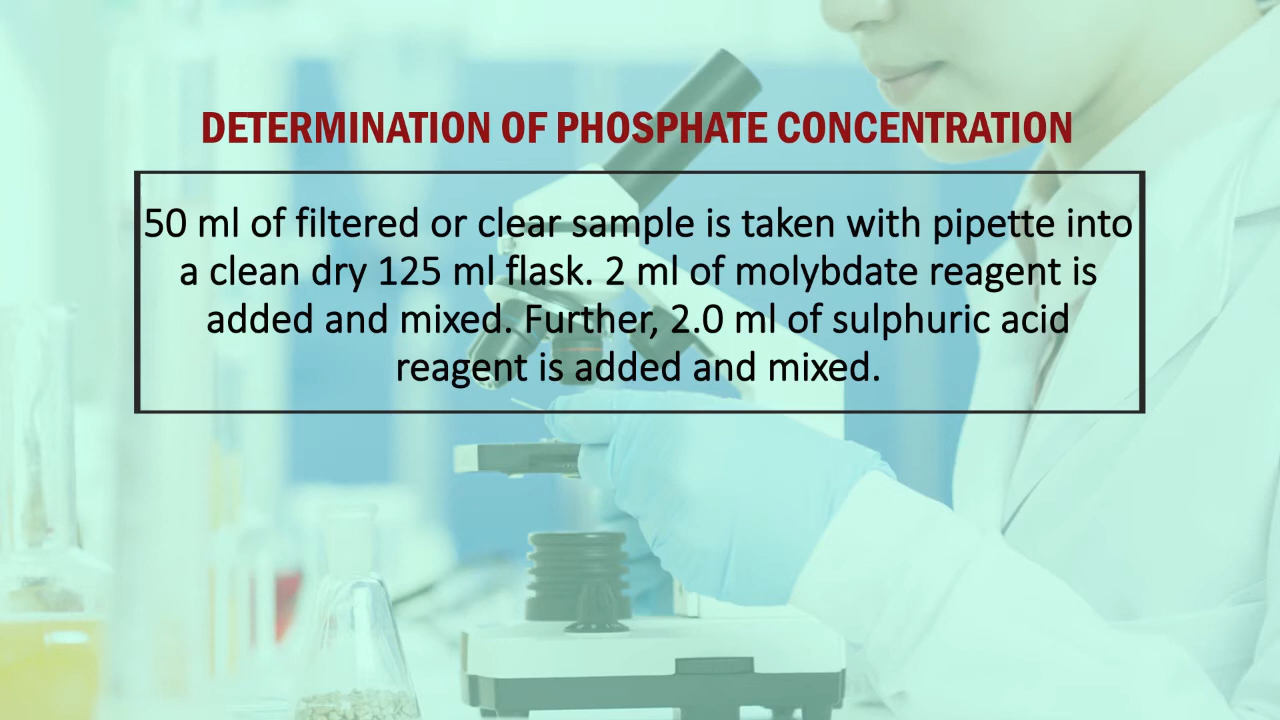 DETERMINATION OF PHOSPHATE CONCENTRATION
50 ml of filtered or clear sample is taken with pipette into
a clean dry 125 ml flask. 2 ml of molybdate reagent is
added and mixed. Further, 2.0 ml of sulphuric acid
reagent is added and mixed.